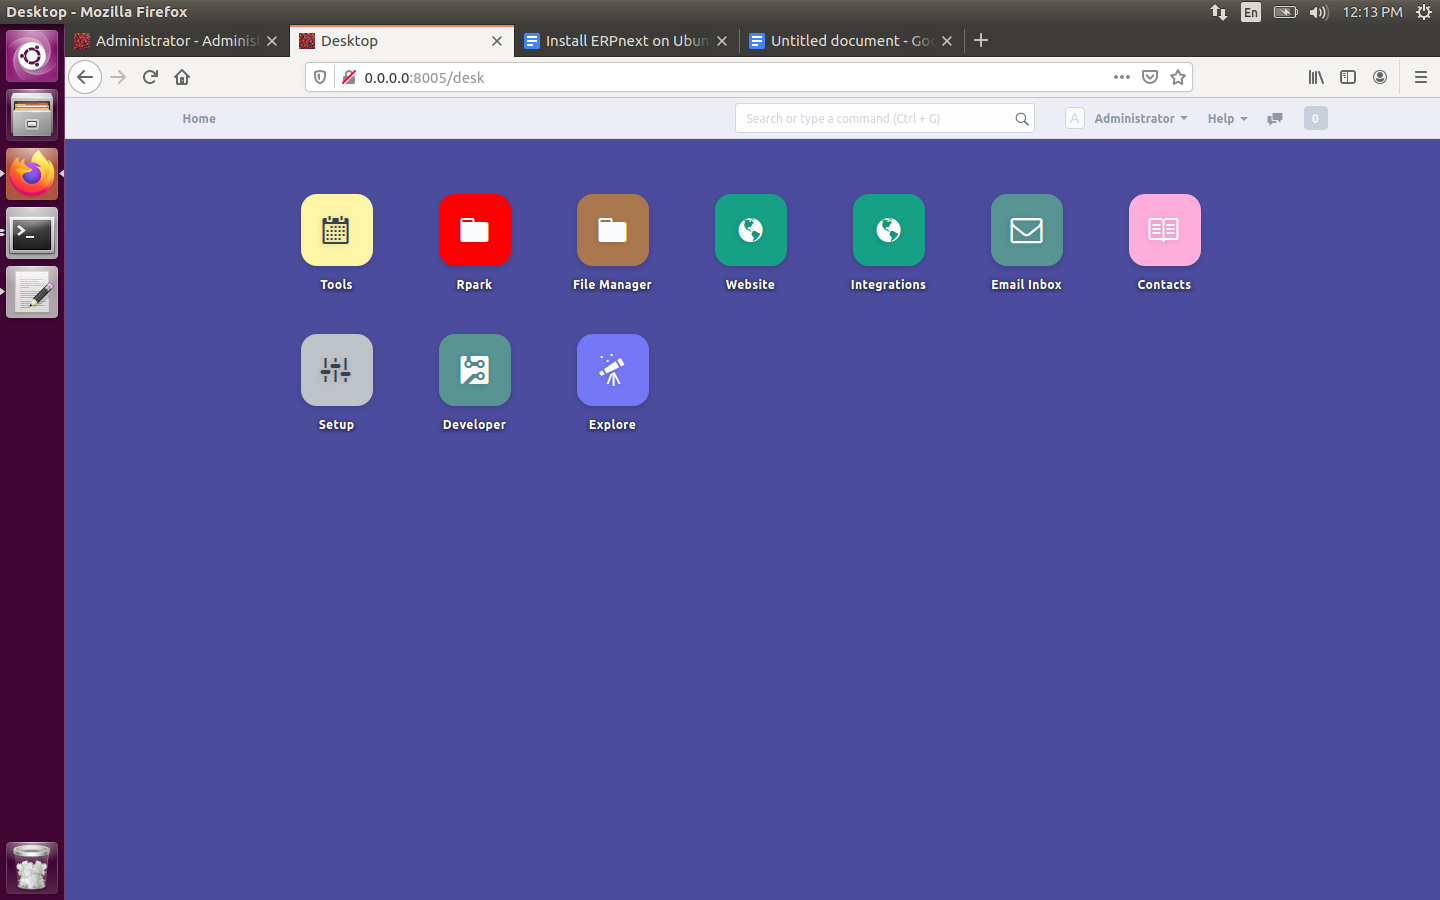 Desktop - Mozilla Firefox
En
12:13 PM
Administrator - Adminis
Desktop
Install ERPnext on Ubun
Untitled document - Goo
0.0.0.0:8005/desk
Home
Search or type a command (Ctrl + G)
A
Administrator
Help
0
Tools
Rpark
File Manager
Website
Integrations
Email Inbox
Contacts
Setup
Developer
Explore